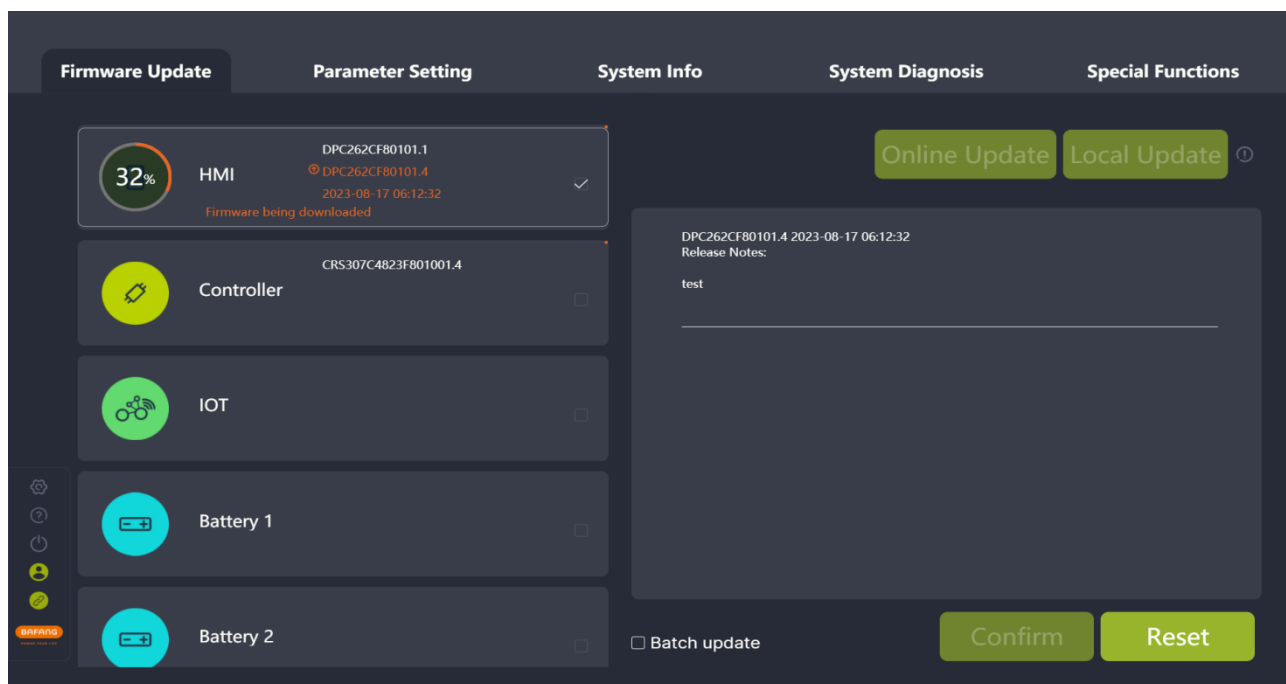 Firmware Update Parameter Setting System Info System Diagnosis Special Functions
32%
HMI
DPC262CF80101.1
DPC262CF80101.4
2023-08-17 06:12:32
Firmware being downloaded
Controller
CRS307C4823F801001.4
IOT
Battery 1
Battery 2
Online Update Local Update
DPC262CF80101.4 2023-08-17 06:12:32
Release Notes:
test
Batch update
Confirm Reset
BAFANG